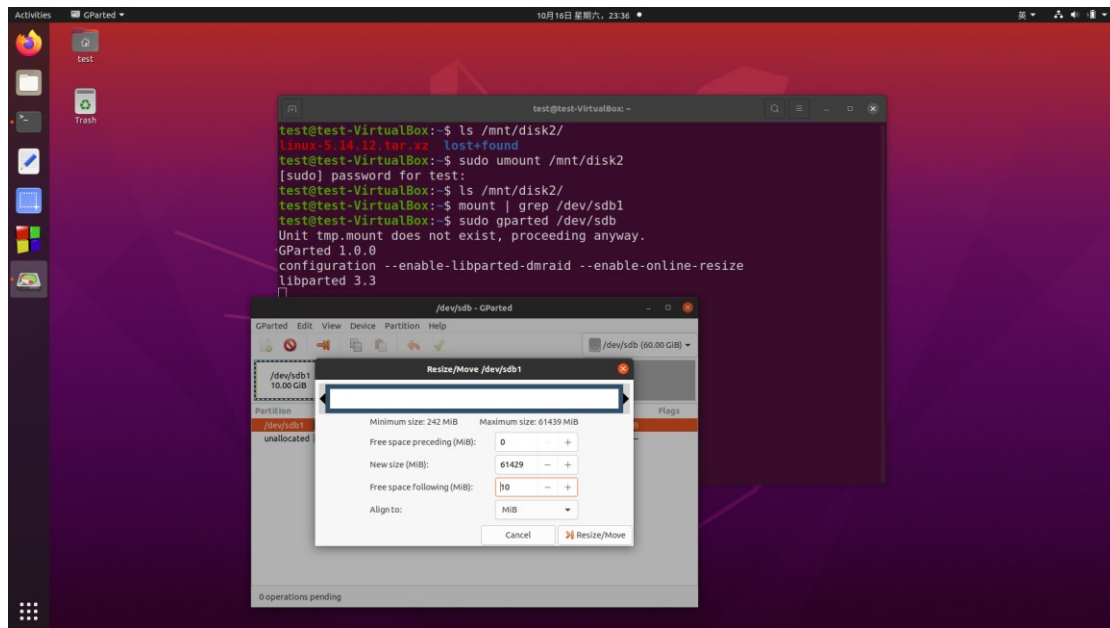 Activities GParted 10月16日 星期六, 23:36 英
test
Trash
test@test-VirtualBox: ~
test@test-VirtualBox:~$ ls /mnt/disk2/
linux-5.14.12.tar.xz lost+found
test@test-VirtualBox:~$ sudo umount /mnt/disk2
[sudo] password for test:
test@test-VirtualBox:~$ ls /mnt/disk2/
test@test-VirtualBox:~$ mount | grep /dev/sdb1
test@test-VirtualBox:~$ sudo gparted /dev/sdb
Unit tmp.mount does not exist, proceeding anyway.
GParted 1.0.0
configuration --enable-libparted-dmraid --enable-online-resize
libparted 3.3
/dev/sdb - GParted
GParted Edit View Device Partition Help
/dev/sdb (60.00 GiB)
/dev/sdb1
10.00 GiB
Partition Flags
/dev/sdb1
unallocated
Resize/Move /dev/sdb1
Minimum size: 242 MiB Maximum size: 61439 MiB
Free space preceding (MiB): 0 - +
New size (MiB): 61429 - +
Free space following (MiB): 10 - +
Align to: MiB
Cancel Resize/Move
0 operations pending